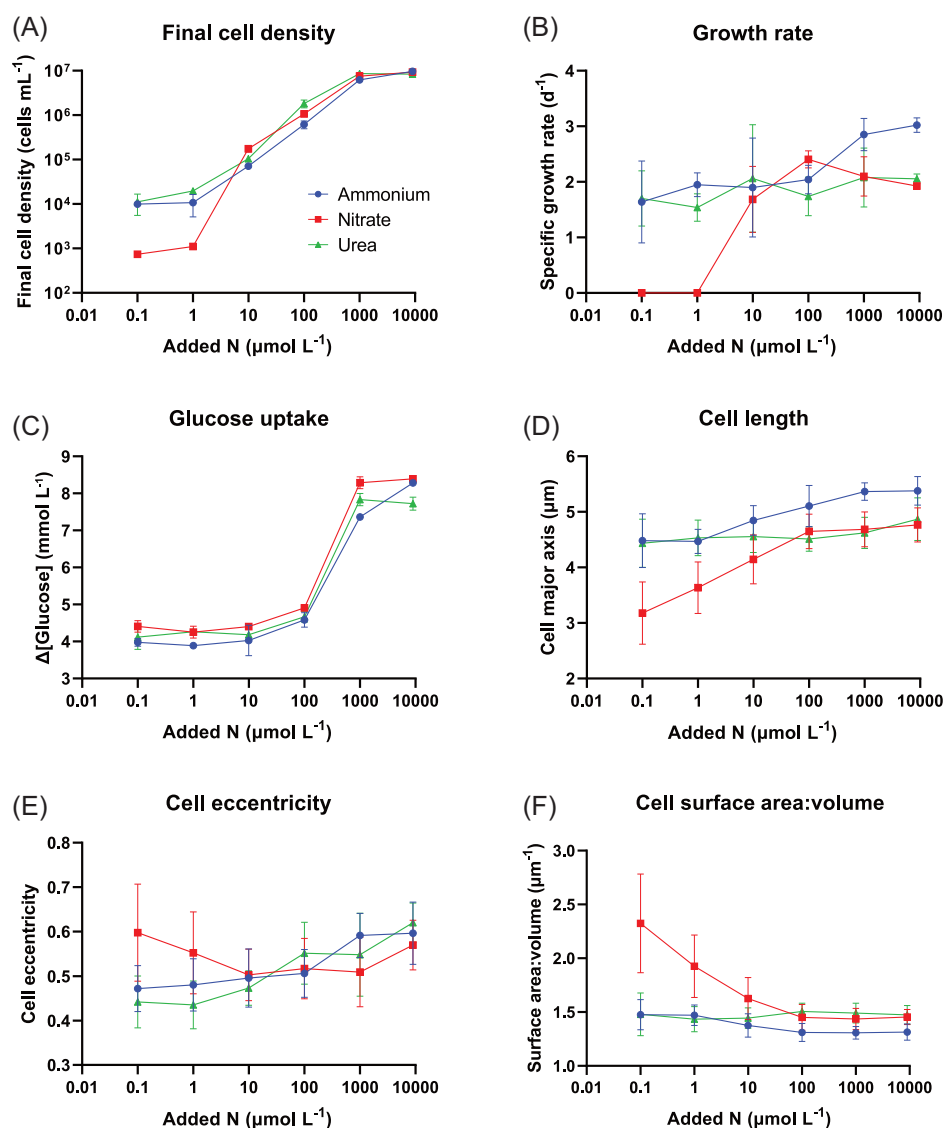 (A) Final cell density
Final cell density (cells mL⁻¹)
10⁷
10⁶
10⁵
10⁴
10³
10²
Ammonium
Nitrate
Urea
0.01 0.1 1 10 100 1000 10000
Added N (µmol L⁻¹)
(B) Growth rate
Specific growth rate (d⁻¹)
4
3
2
1
0
0.01 0.1 1 10 100 1000 10000
Added N (µmol L⁻¹)
(C) Glucose uptake
Δ[Glucose] (mmol L⁻¹)
9
8
7
6
5
4
3
0.01 0.1 1 10 100 1000 10000
Added N (µmol L⁻¹)
(D) Cell length
Cell major axis (µm)
6
5
4
3
2
0.01 0.1 1 10 100 1000 10000
Added N (µmol L⁻¹)
(E) Cell eccentricity
Cell eccentricity
0.8
0.7
0.6
0.5
0.4
0.3
0.01 0.1 1 10 100 1000 10000
Added N (µmol L⁻¹)
(F) Cell surface area:volume
Surface area:volume (µm⁻¹)
3.0
2.5
2.0
1.5
1.0
0.01 0.1 1 10 100 1000 10000
Added N (µmol L⁻¹)